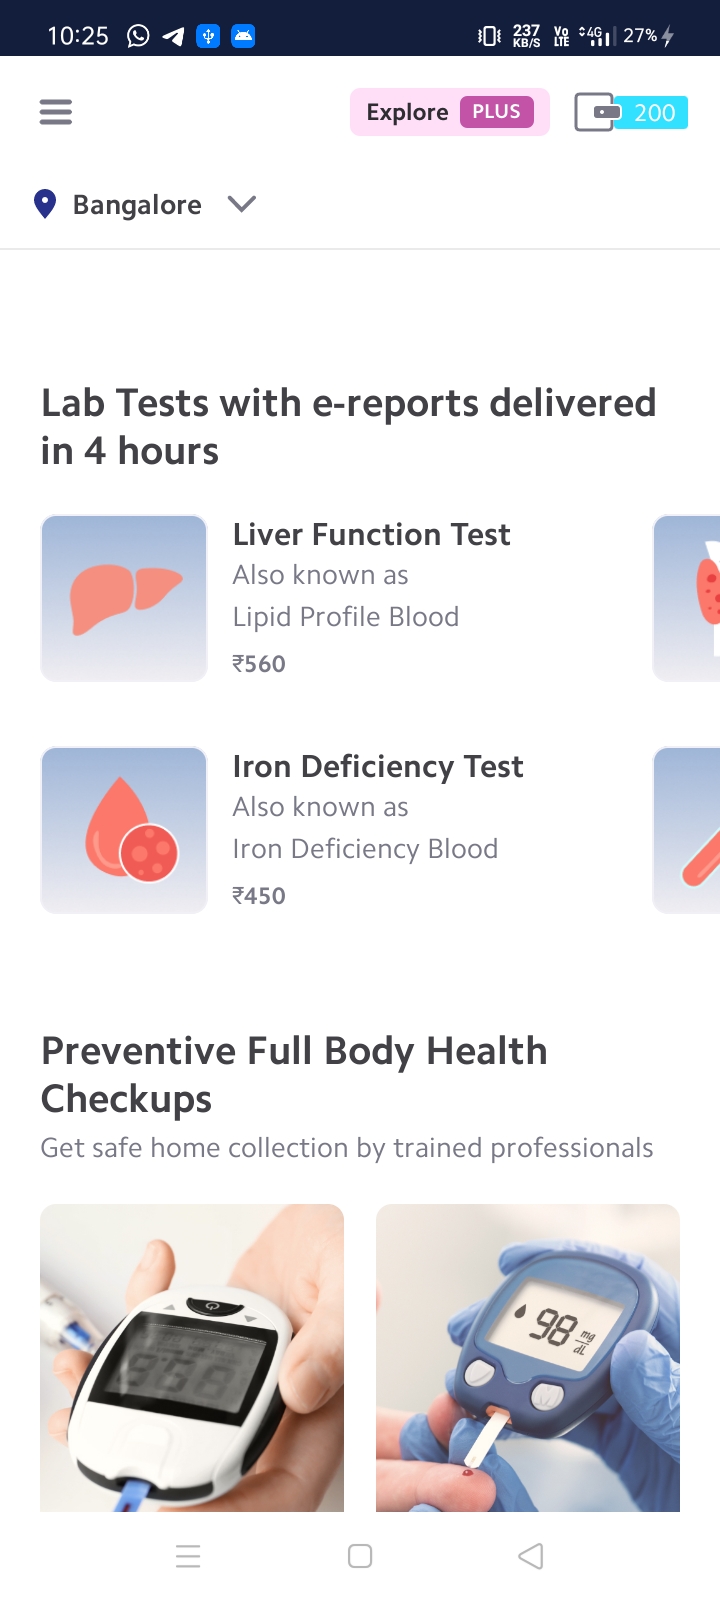 10:25
237
KB/S
Vo
LTE
4G
27%
Explore PLUS
200
Bangalore
Lab Tests with e-reports delivered
in 4 hours
Liver Function Test
Also known as
Lipid Profile Blood
₹560
Iron Deficiency Test
Also known as
Iron Deficiency Blood
₹450
Preventive Full Body Health
Checkups
Get safe home collection by trained professionals
98 mg
dL